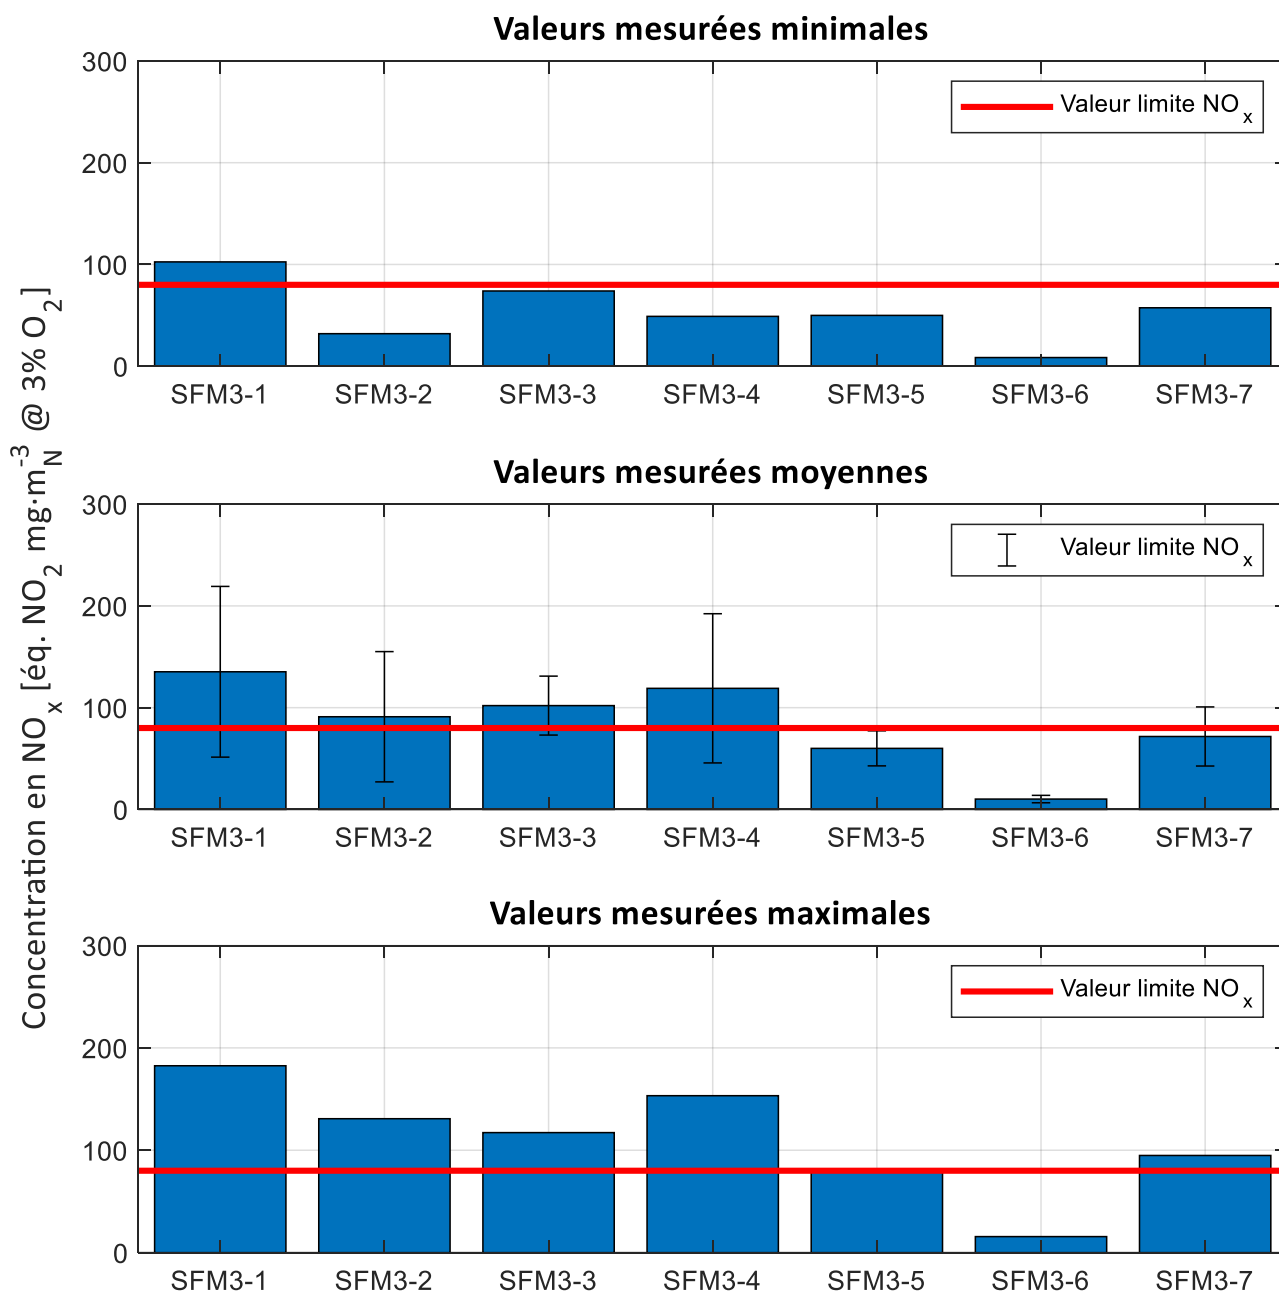 Concentration en NOx [éq. NO2 mg·mN-3 @ 3% O2]
Valeurs mesurées minimales
300
200
100
0
Valeur limite NOx
SFM3-1 SFM3-2 SFM3-3 SFM3-4 SFM3-5 SFM3-6 SFM3-7
Valeurs mesurées moyennes
300
200
100
0
Valeur limite NOx
SFM3-1 SFM3-2 SFM3-3 SFM3-4 SFM3-5 SFM3-6 SFM3-7
Valeurs mesurées maximales
300
200
100
0
Valeur limite NOx
SFM3-1 SFM3-2 SFM3-3 SFM3-4 SFM3-5 SFM3-6 SFM3-7